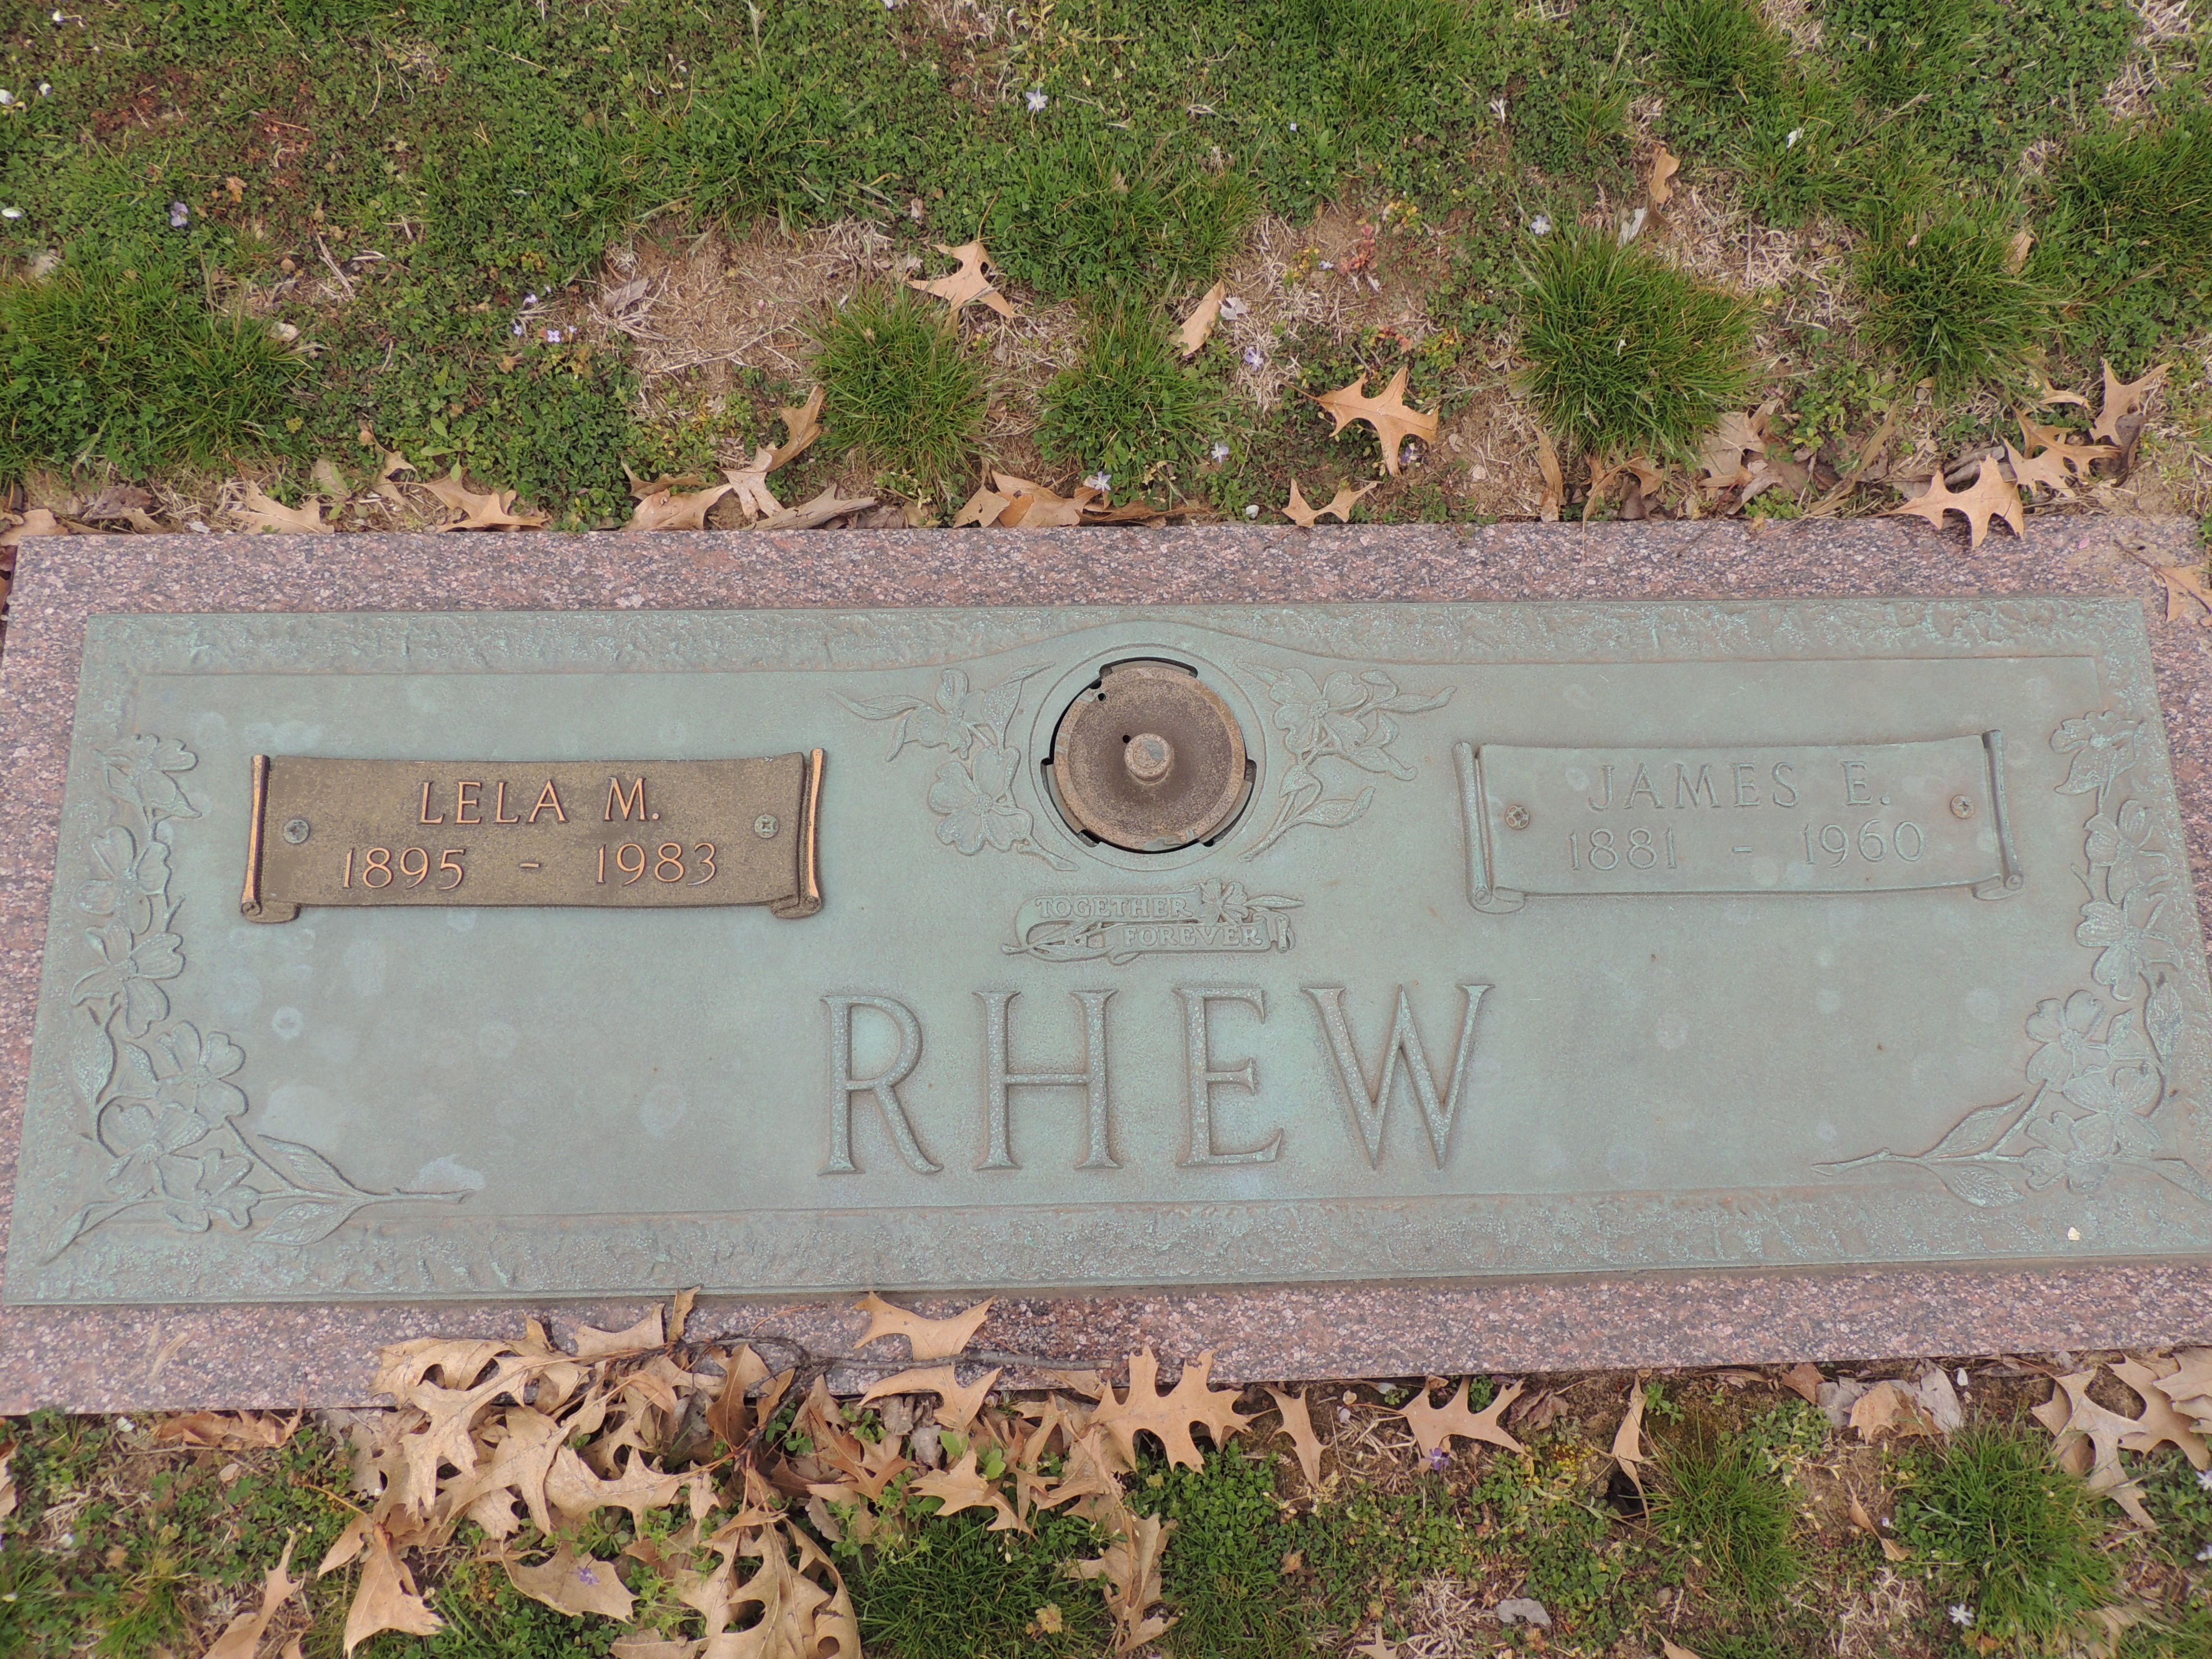 LELA M.
1895 - 1983
JAMES E.
1881 - 1960
TOGETHER
FOREVER
RHEW